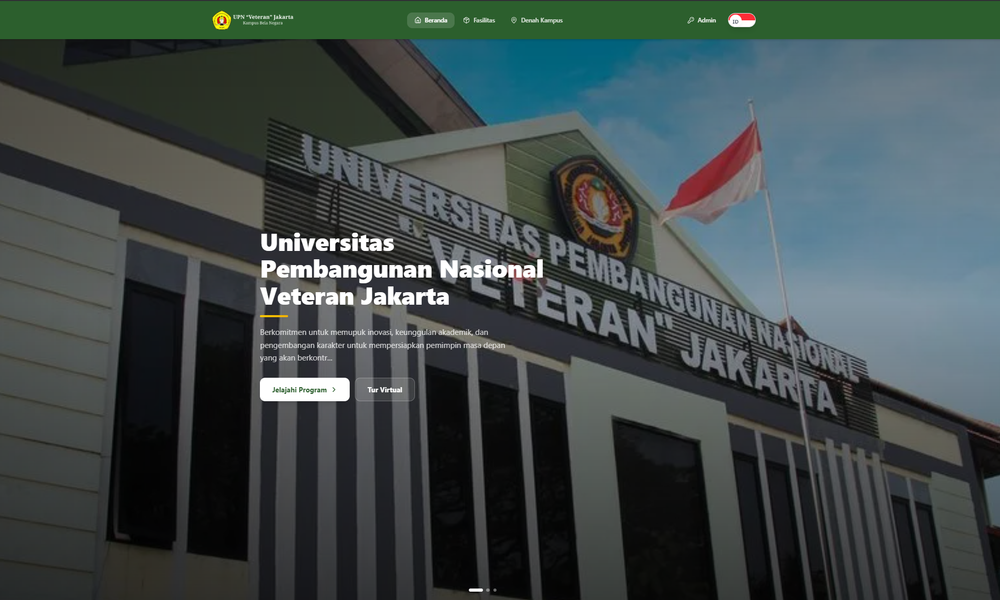 UPN “Veteran” Jakarta
Kampus Bela Negara
Beranda
Fasilitas
Denah Kampus
Admin
ID
UNIVERSITAS PEMBANGUNAN NASIONAL
"VETERAN" JAKARTA
Universitas
Pembangunan Nasional
Veteran Jakarta
Berkomitmen untuk memupuk inovasi, keunggulan akademik, dan
pengembangan karakter untuk mempersiapkan pemimpin masa depan
yang akan berkontr...
Jelajahi Program
Tur Virtual